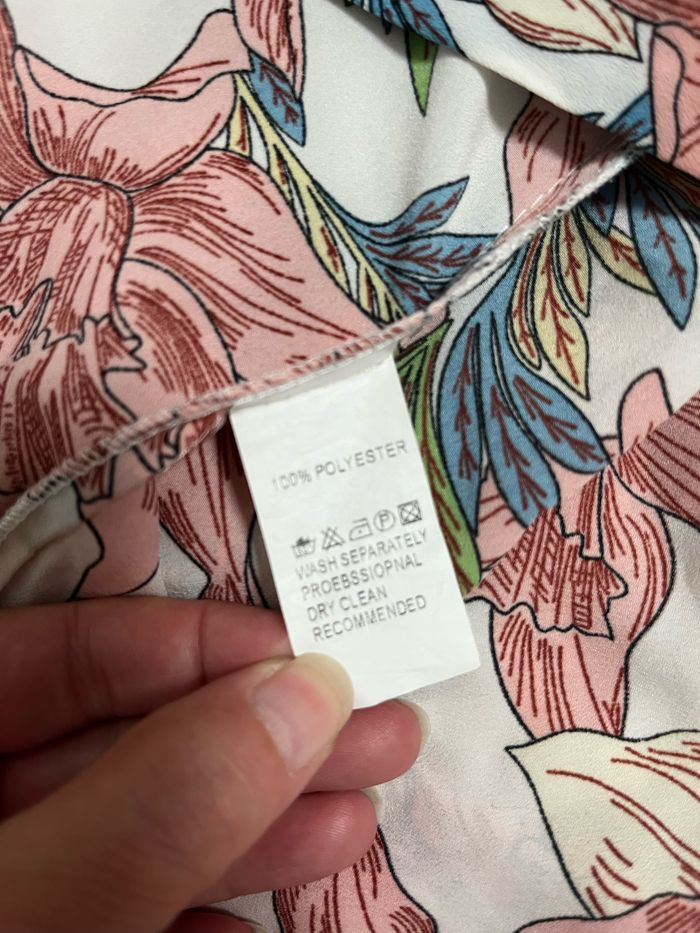 100% POLYESTER
WASH SEPARATELY
PROEBSSIOPNAL
DRY CLEAN
RECOMMENDED